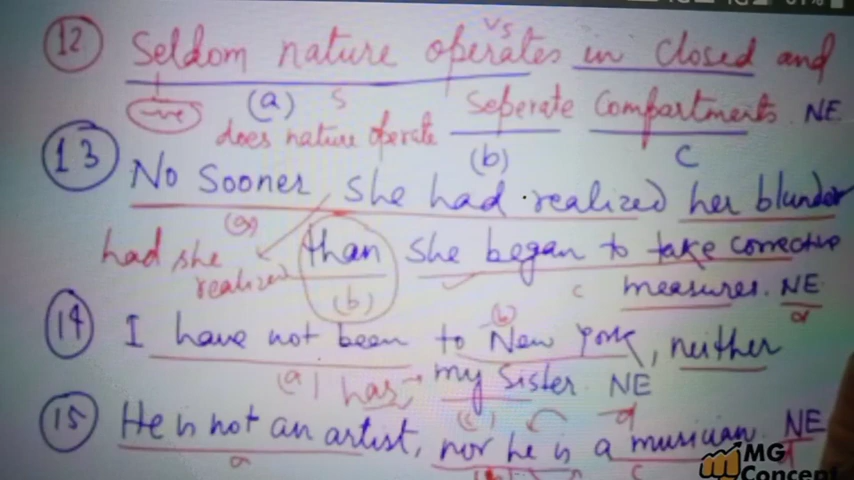 VS
12 Seldom nature operates in closed and
-ve (a) S Seperate Compartments. NE
does nature operate (b) C
13 No sooner she had realized her blunder
(a)
had she than she began to take corrective
realized (b) c measures. NE
d
14 I have not been to New York, neither
(b)
(a) has my sister. NE
(c) d
15 He is not an artist, nor he is a musician. NE
a (b) c d
MG
Concept